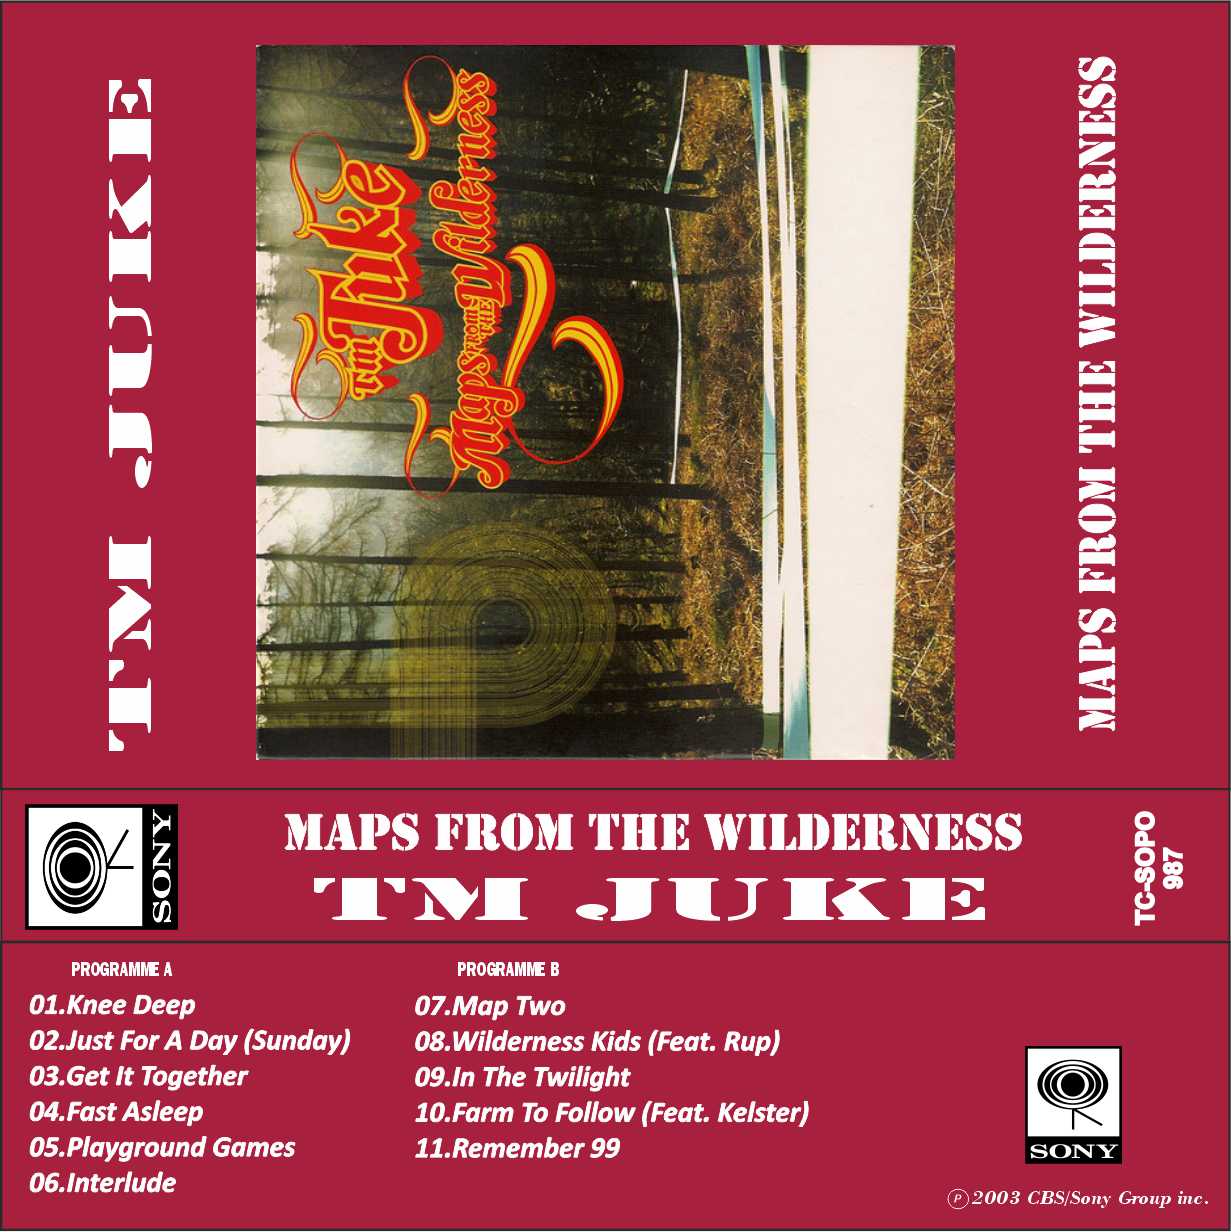 TM JUKE
TM Juke
Maps FROM THE Wilderness
MAPS FROM THE WILDERNESS
SONY
MAPS FROM THE WILDERNESS
TM JUKE
TC-SOPO
987
PROGRAMME A
01.Knee Deep
02.Just For A Day (Sunday)
03.Get It Together
04.Fast Asleep
05.Playground Games
06.Interlude
PROGRAMME B
07.Map Two
08.Wilderness Kids (Feat. Rup)
09.In The Twilight
10.Farm To Follow (Feat. Kelster)
11.Remember 99
SONY
Ⓟ2003 CBS/Sony Group inc.